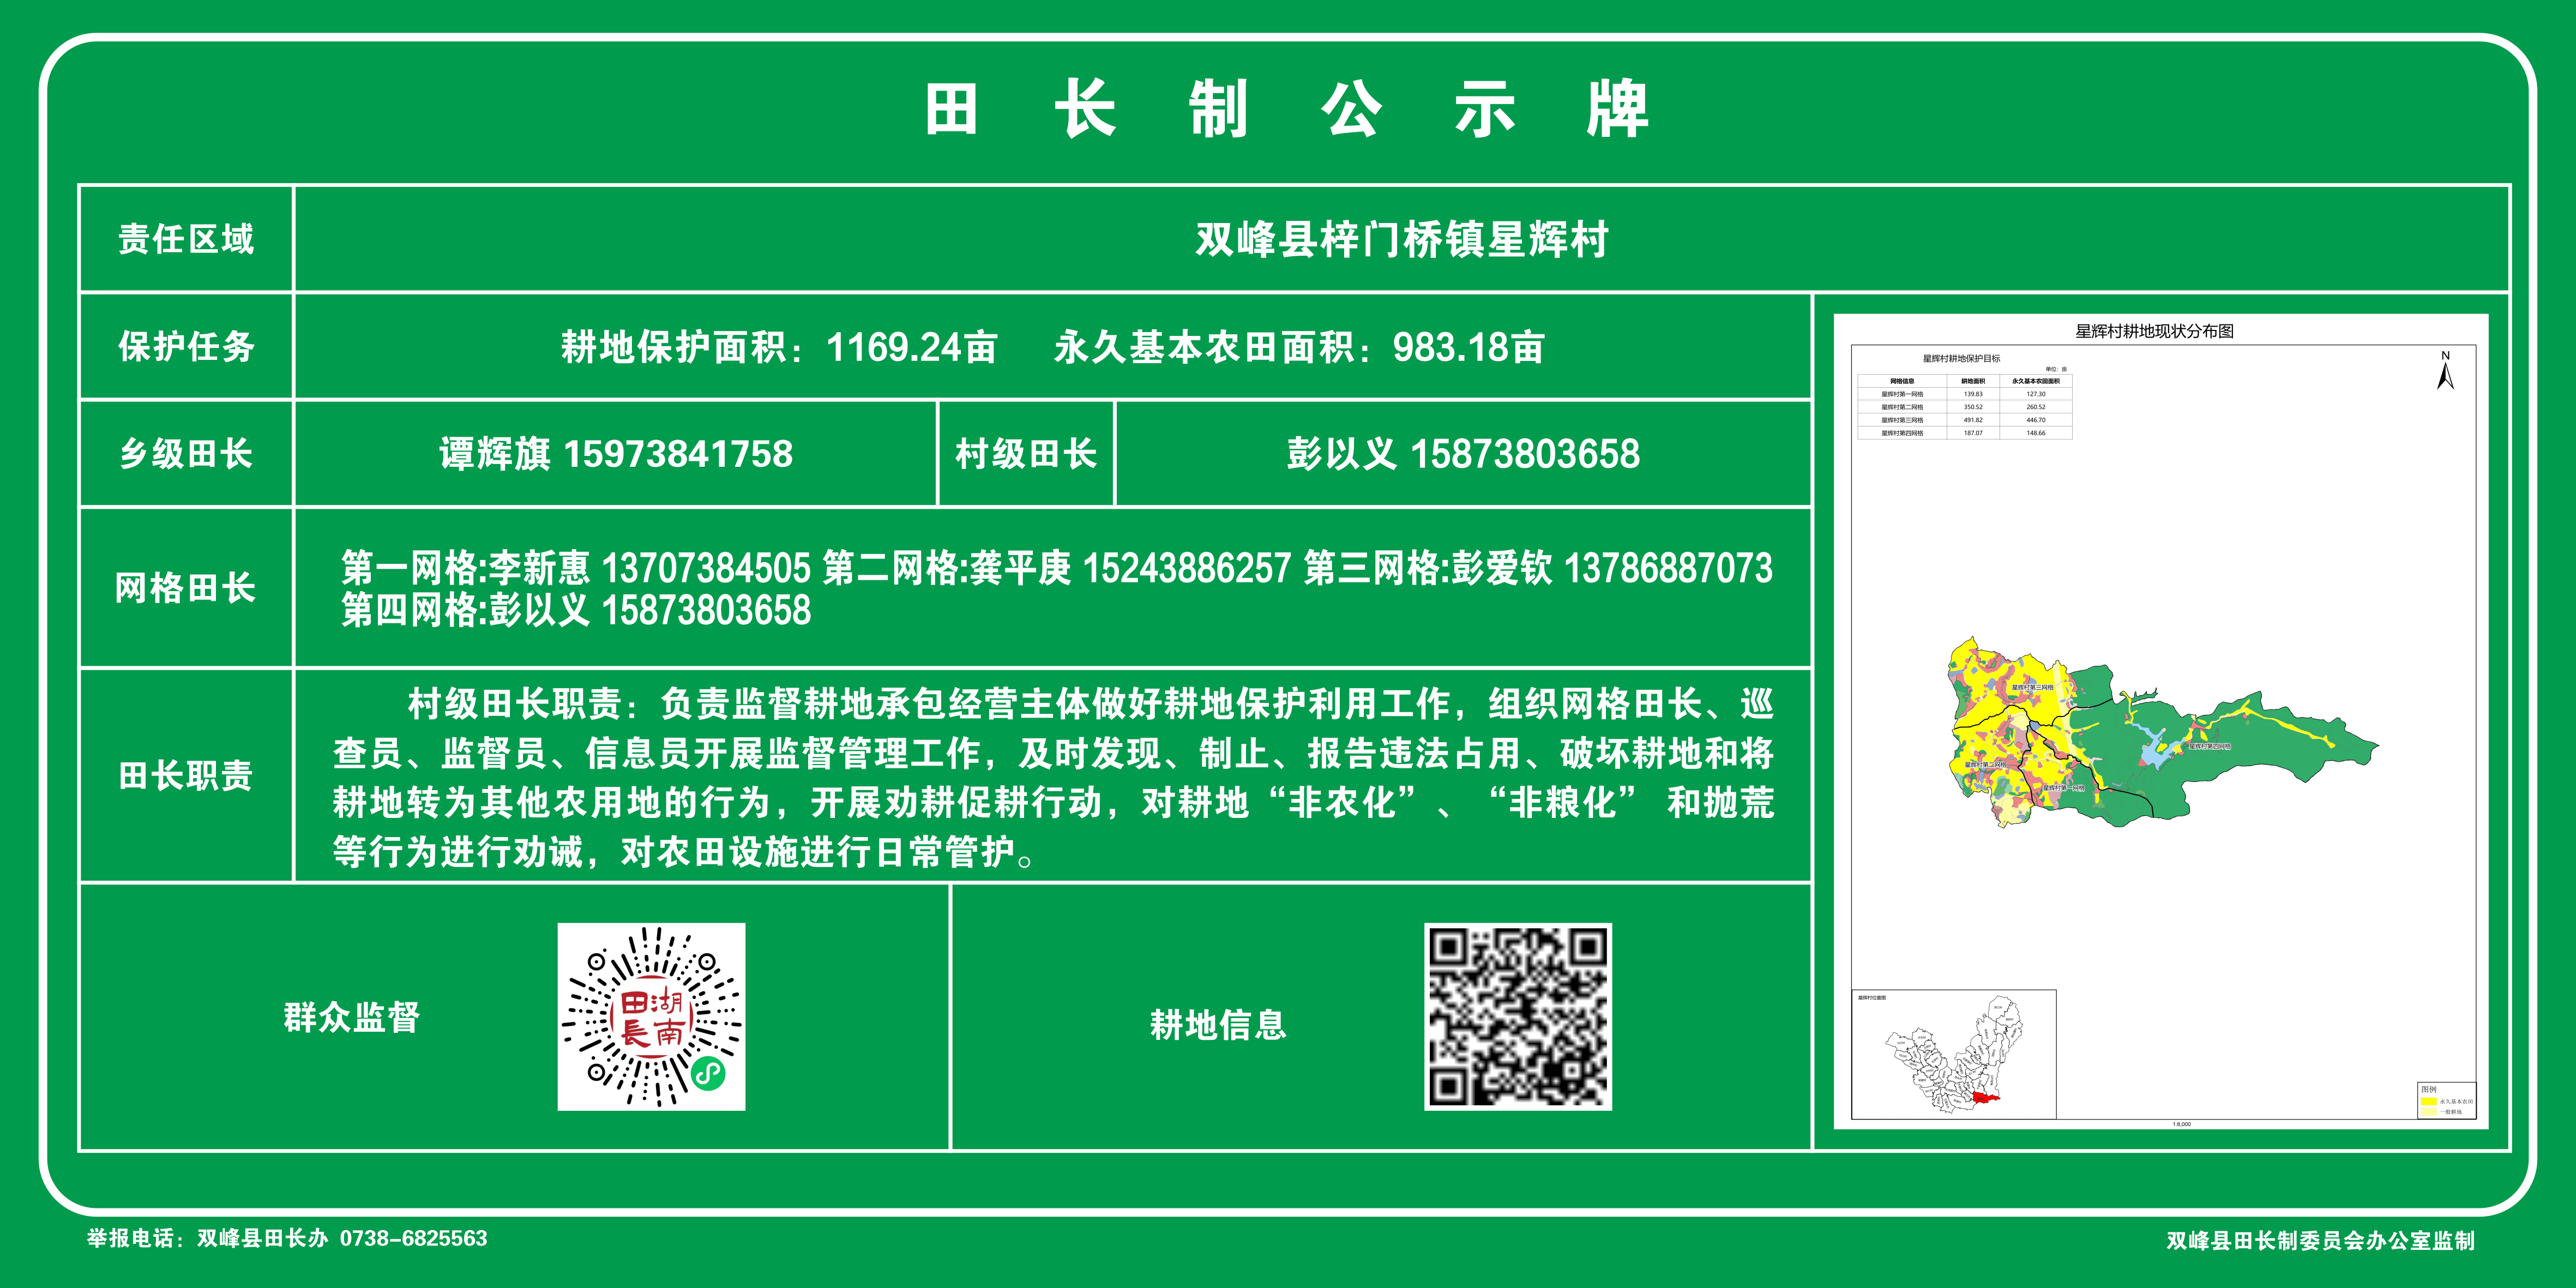 田长制公示牌
责任区域
双峰县梓门桥镇星辉村
保护任务
耕地保护面积：1169.24亩 永久基本农田面积：983.18亩
乡级田长
谭辉旗 15973841758
村级田长
彭以义 15873803658
网格田长
第一网格:李新惠 13707384505 第二网格:龚平庚 15243886257 第三网格:彭爱钦 13786887073
第四网格:彭以义 15873803658
田长职责
村级田长职责：负责监督耕地承包经营主体做好耕地保护利用工作，组织网格田长、巡
查员、监督员、信息员开展监督管理工作，及时发现、制止、报告违法占用、破坏耕地和将
耕地转为其他农用地的行为，开展劝耕促耕行动，对耕地“非农化”、“非粮化”和抛荒
等行为进行劝诫，对农田设施进行日常管护。
群众监督
湖南
田長
耕地信息
星辉村耕地现状分布图
星辉村耕地保护目标
单位：亩
网格信息 耕地面积 永久基本农田面积
星辉村第一网格 139.83 127.30
星辉村第二网格 350.52 260.52
星辉村第三网格 491.82 446.70
星辉村第四网格 187.07 148.66
N
星辉村第三网格
星辉村第四网格
星辉村第二网格
星辉村第一网格
星辉村位置图
图例
永久基本农田
一般耕地
1:8,000
举报电话：双峰县田长办 0738-6825563
双峰县田长制委员会办公室监制